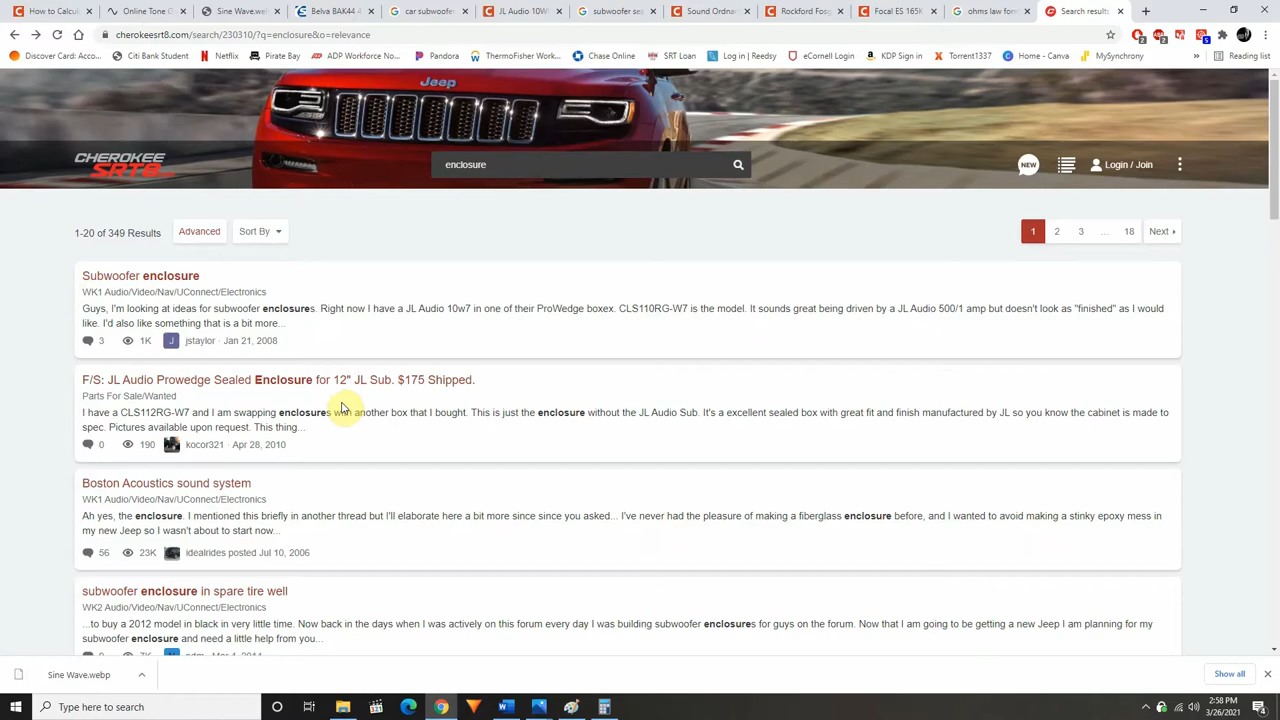 How to Calcu
Online Tone G
Sine Wave.we
Belva BAK44 4
car subwoofer
JL Audio 10W
subwoofer se
Sound Ordnan
Rockford Fosg
Focal ES 165K
ohms law form
Search results
cherokeesrt8.com/search/230310/?q=enclosure&o=relevance
Discover Card: Acco...
Citi Bank Student
Netflix
Pirate Bay
ADP Workforce No...
Pandora
ThermoFisher Worm...
Chase Online
SRT Loan
Log in | Reedsy
eCornell Login
KDP Sign in
Torrent1337
Home - Canva
MySynchrony
»
Reading list
Jeep
CHEROKEE
SRT8.com
enclosure
NEW
Login / Join
1-20 of 349 Results
Advanced
Sort By
1 2 3 ... 18 Next
Subwoofer enclosure
WK1 Audio/Video/Nav/UConnect/Electronics
Guys, I'm looking at ideas for subwoofer enclosures. Right now I have a JL Audio 10w7 in one of their ProWedge boxex. CLS110RG-W7 is the model. It sounds great being driven by a JL Audio 500/1 amp but doesn't look as "finished" as I would
like. I'd also like something that is a bit more...
3 1K J jstaylor · Jan 21, 2008
F/S: JL Audio Prowedge Sealed Enclosure for 12" JL Sub. $175 Shipped.
Parts For Sale/Wanted
I have a CLS112RG-W7 and I am swapping enclosures with another box that I bought. This is just the enclosure without the JL Audio Sub. It's a excellent sealed box with great fit and finish manufactured by JL so you know the cabinet is made to
spec. Pictures available upon request. This thing...
0 190 kocor321 · Apr 28, 2010
Boston Acoustics sound system
WK1 Audio/Video/Nav/UConnect/Electronics
Ah yes, the enclosure. I mentioned this briefly in another thread but I'll elaborate here a bit more since since you asked... I've never had the pleasure of making a fiberglass enclosure before, and I wanted to avoid making a stinky epoxy mess in
my new Jeep so I wasn't about to start now...
56 23K idealrides posted Jul 10, 2006
subwoofer enclosure in spare tire well
WK2 Audio/Video/Nav/UConnect/Electronics
...to buy a 2012 model in black in very little time. Now back in the days when I was actively on this forum every day I was building subwoofer enclosures for guys on the forum. Now that I am going to be getting a new Jeep I am planning for my
subwoofer enclosure and need a little help from you...
Sine Wave.webp
Show all
Type here to search
2:58 PM
3/26/2021